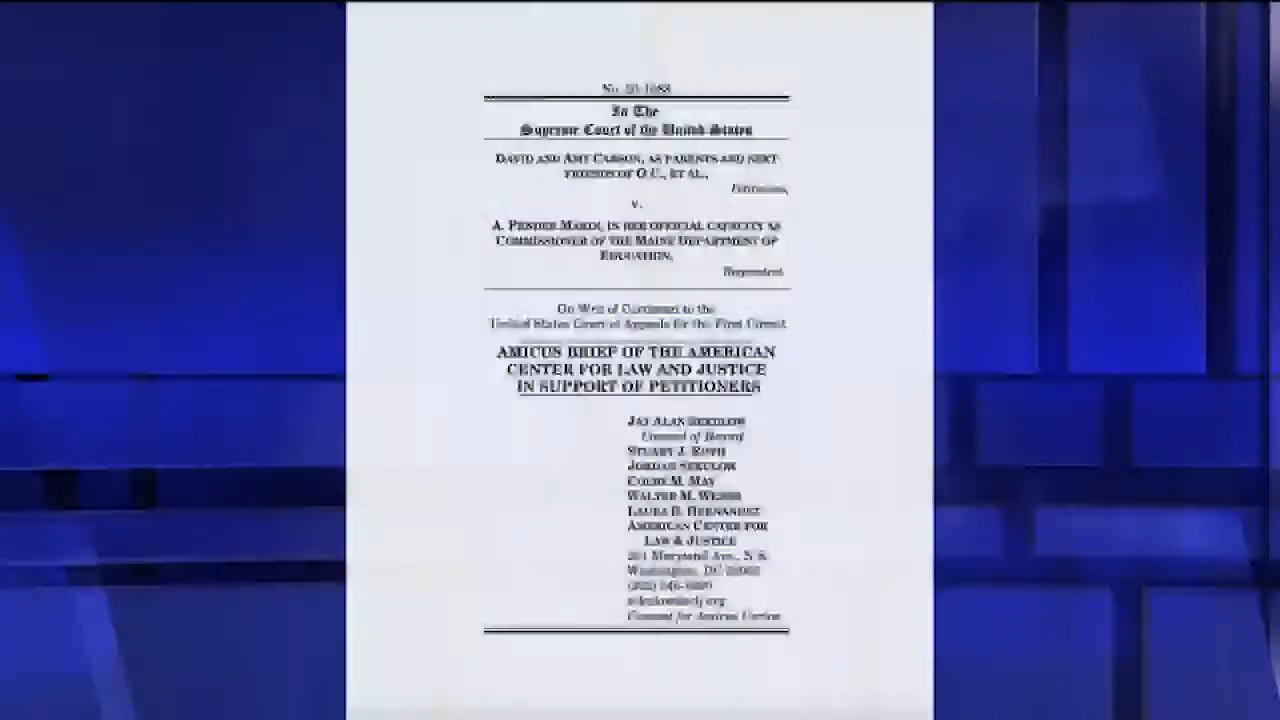 No. 20-1088
In The
Supreme Court of the United States
DAVID AND AMY CARSON, AS PARENTS AND NEXT
FRIENDS OF O.C., ET AL.,
Petitioners,
v.
A. PENDER MAKIN, IN HER OFFICIAL CAPACITY AS
COMMISSIONER OF THE MAINE DEPARTMENT OF
EDUCATION,
Respondent.
On Writ of Certiorari to the
United States Court of Appeals for the First Circuit
AMICUS BRIEF OF THE AMERICAN
CENTER FOR LAW AND JUSTICE
IN SUPPORT OF PETITIONERS
JAY ALAN SEKULOW
Counsel of Record
STUART J. ROTH
JORDAN SEKULOW
COLBY M. MAY
WALTER M. WEBER
LAURA B. HERNANDEZ
AMERICAN CENTER FOR
LAW & JUSTICE
201 Maryland Ave., N.E.
Washington, DC 20002
(202)
Counsel for Amicus Curiae